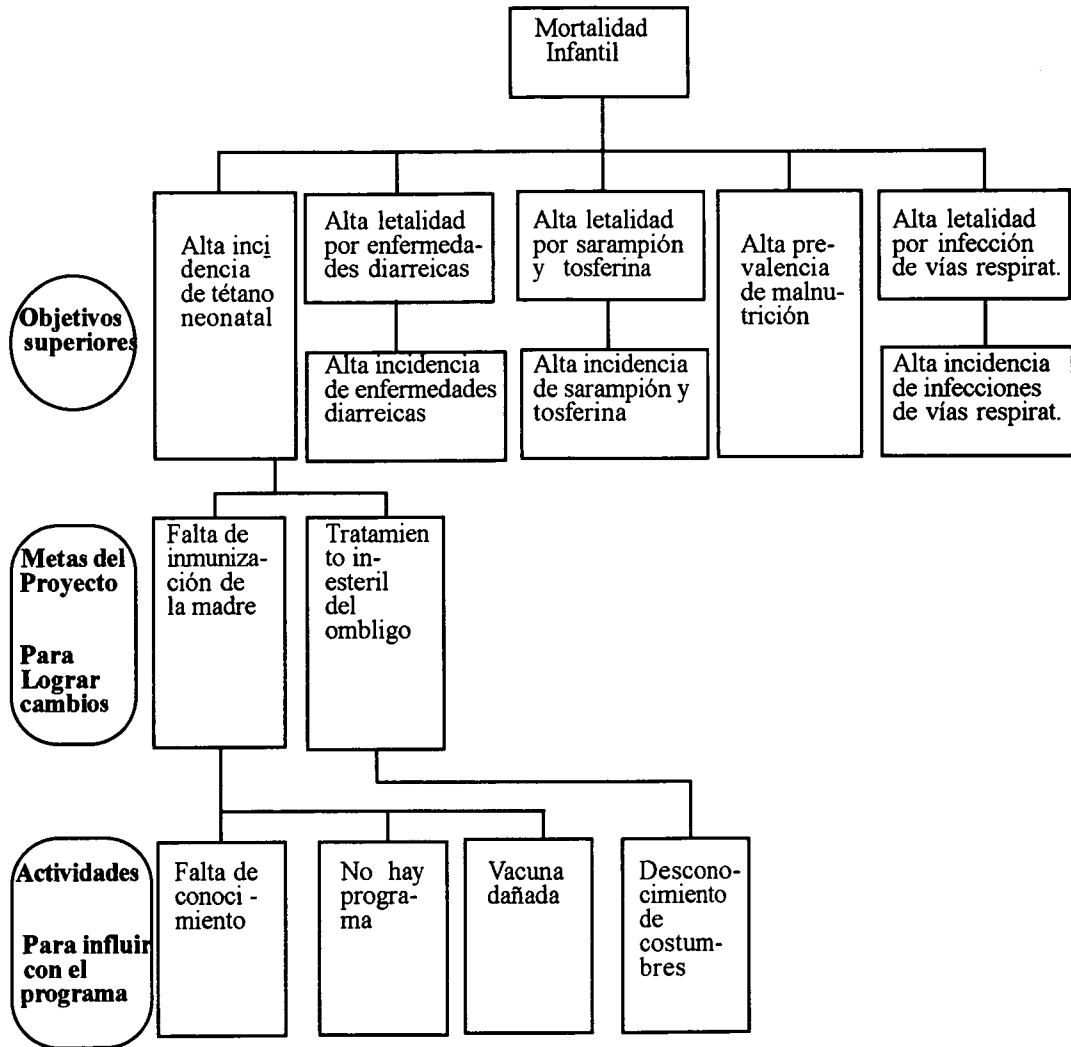 Mortalidad
Infantil
Alta inci
dencia
de tétano
neonatal
Alta letalidad
por enfermeda-
des diarreicas
Alta letalidad
por sarampión
y tosferina
Alta pre-
valencia
de malnu-
trición
Alta letalidad
por infección
de vías respirat.
Objetivos
superiores
Alta incidencia
de enfermedades
diarreicas
Alta incidencia
de sarampión y
tosferina
Alta incidencia
de infecciones
de vías respirat.
Metas del
Proyecto
Para
Lograr
cambios
Falta de
inmuniza-
ción de
la madre
Tratamien
to in-
esteril
del
ombligo
Actividades
Para influir
con el
programa
Falta de
conoci -
miento
No hay
progra-
ma
Vacuna
dañada
Descono-
cimiento
de
costum-
bres